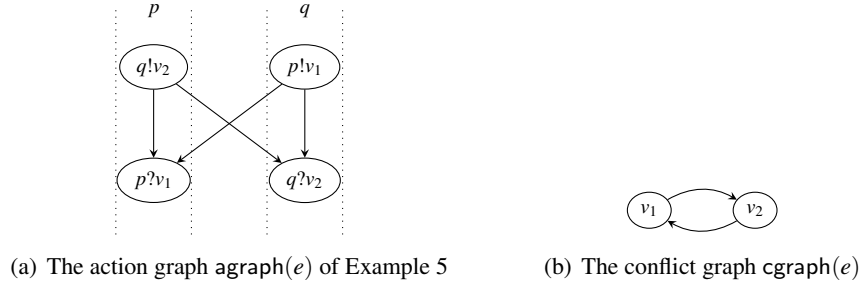 p q
q!v₂ p!v₁
p?v₁ q?v₂
v₁ v₂
(a) The action graph agraph(e) of Example 5 (b) The conflict graph cgraph(e)